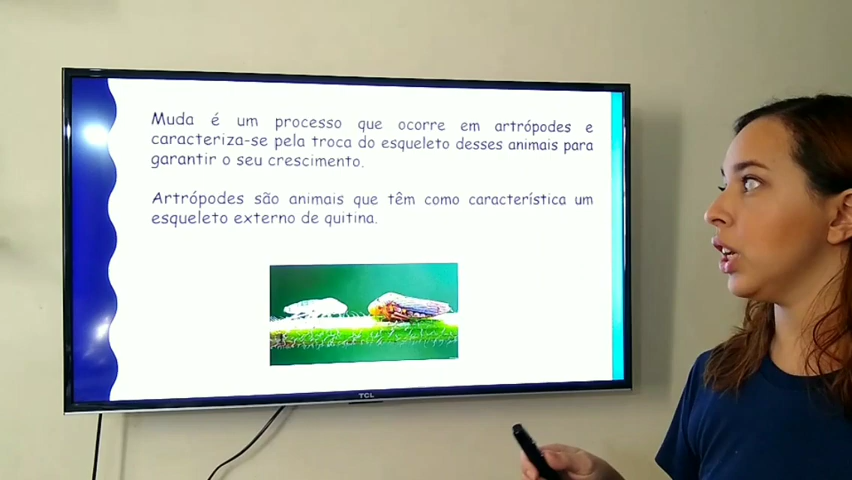 Muda é um processo que ocorre em artrópodes e
caracteriza-se pela troca do esqueleto desses animais para
garantir o seu crescimento.
Artrópodes são animais que têm como característica um
esqueleto externo de quitina.
TCL